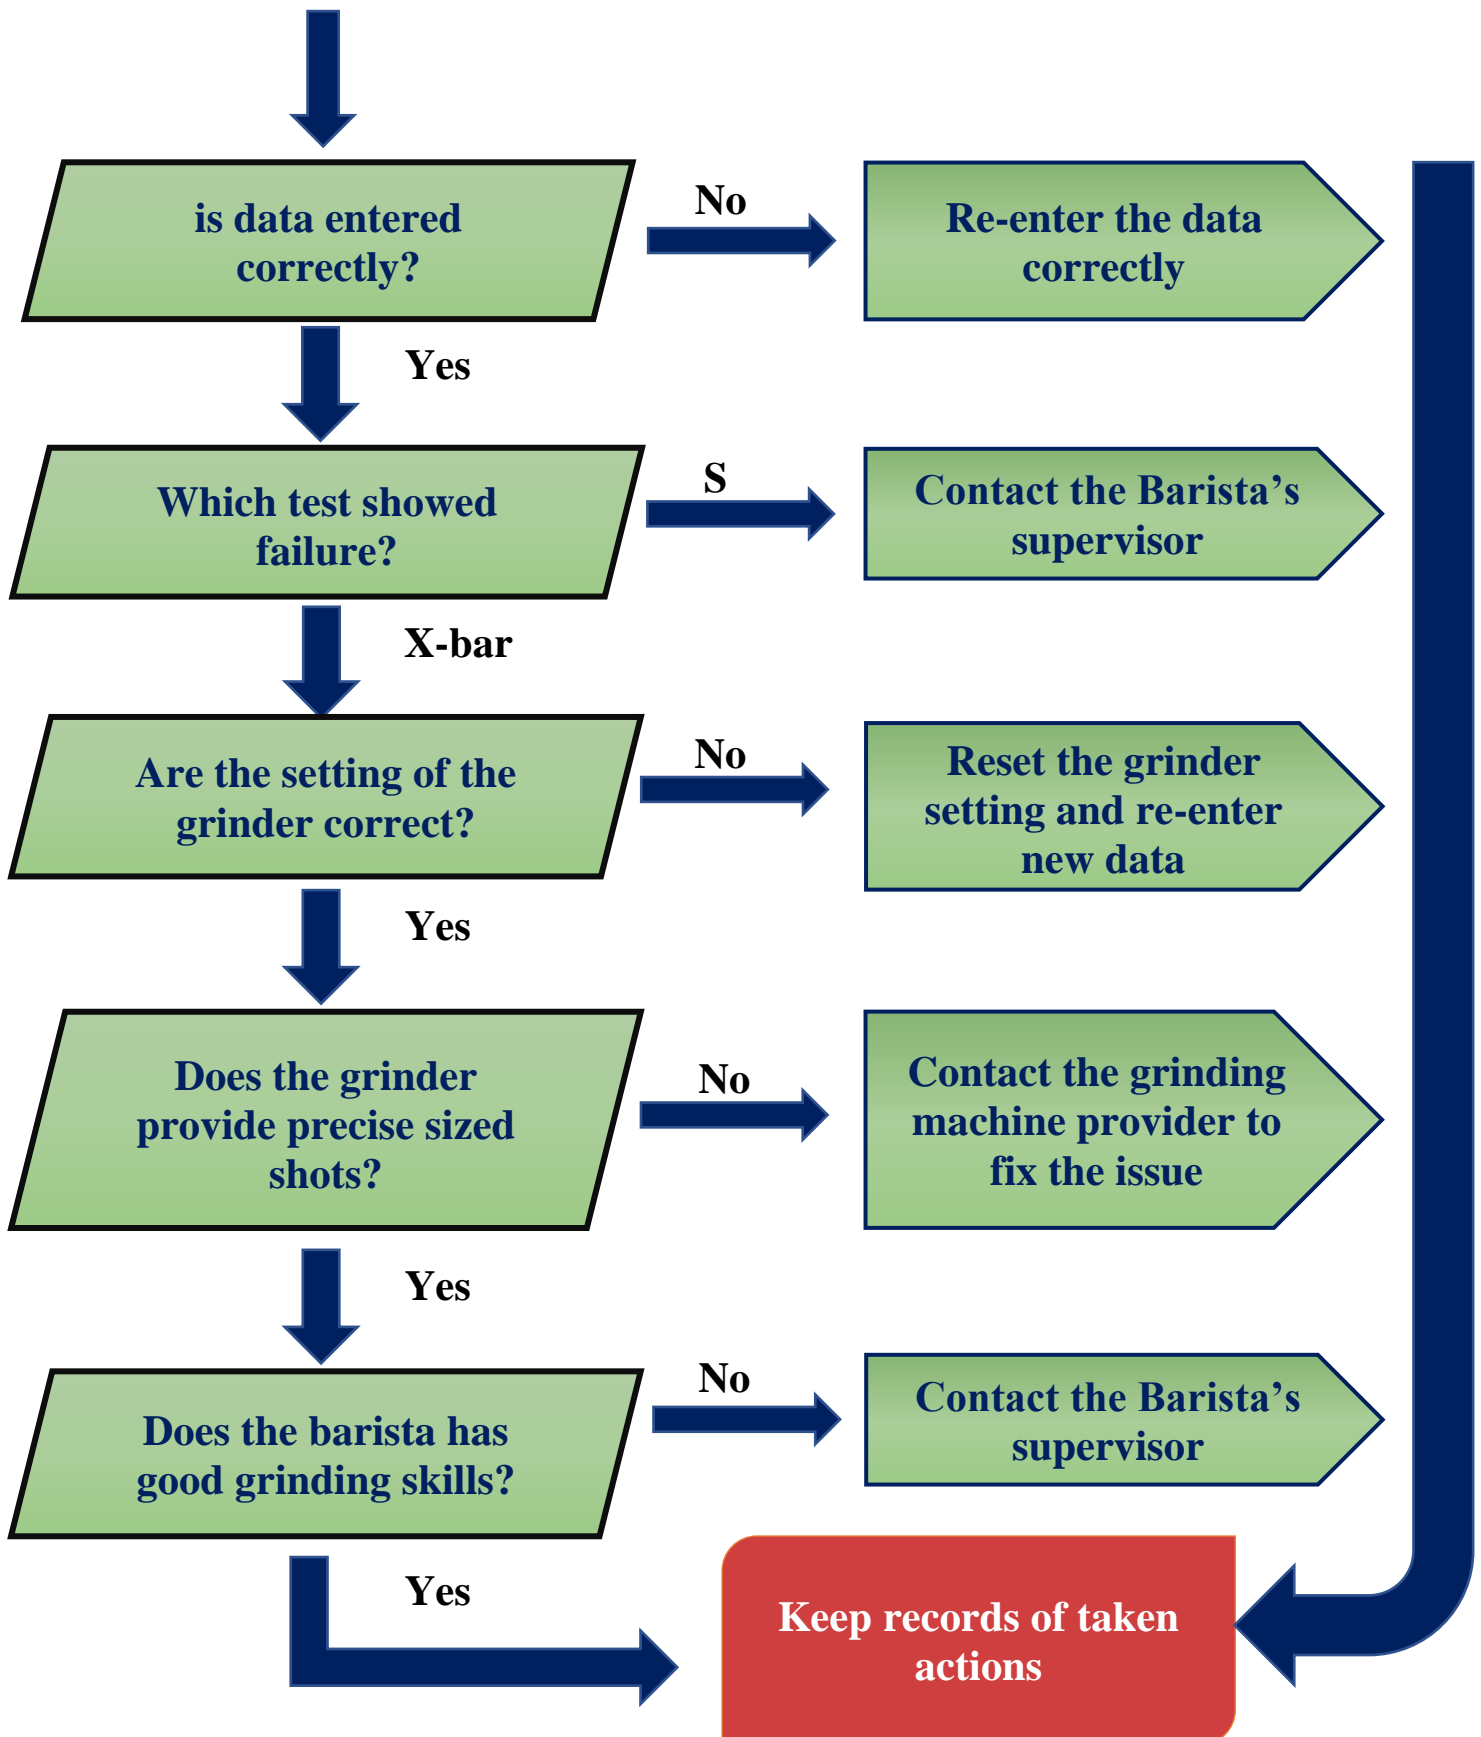 is data entered
correctly?
No
Re-enter the data
correctly
Yes
Which test showed
failure?
S
Contact the Barista's
supervisor
X-bar
Are the setting of the
grinder correct?
No
Reset the grinder
setting and re-enter
new data
Yes
Does the grinder
provide precise sized
shots?
No
Contact the grinding
machine provider to
fix the issue
Yes
Does the barista has
good grinding skills?
No
Contact the Barista's
supervisor
Yes
Keep records of taken
actions